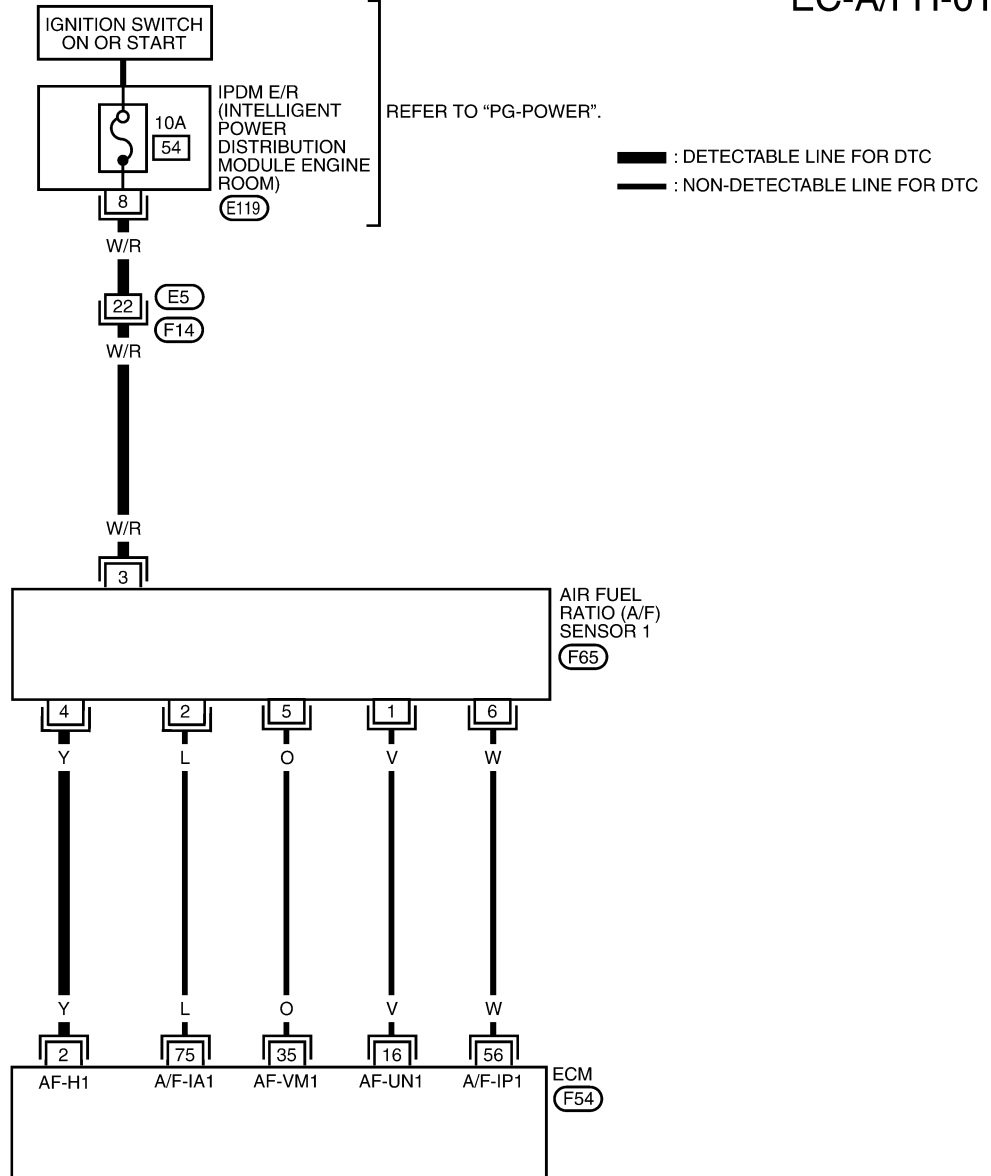 IGNITION SWITCH
ON OR START
IPDM E/R
(INTELLIGENT
POWER
DISTRIBUTION
MODULE ENGINE
ROOM)
E119
10A
54
8
REFER TO “PG-POWER”.
: DETECTABLE LINE FOR DTC
: NON-DETECTABLE LINE FOR DTC
W/R
22
E5
F14
W/R
W/R
3
AIR FUEL
RATIO (A/F)
SENSOR 1
F65
4 2 5 1 6
Y L O V W
Y L O V W
2 75 35 16 56
AF-H1 A/F-IA1 AF-VM1 AF-UN1 A/F-IP1
ECM
F54